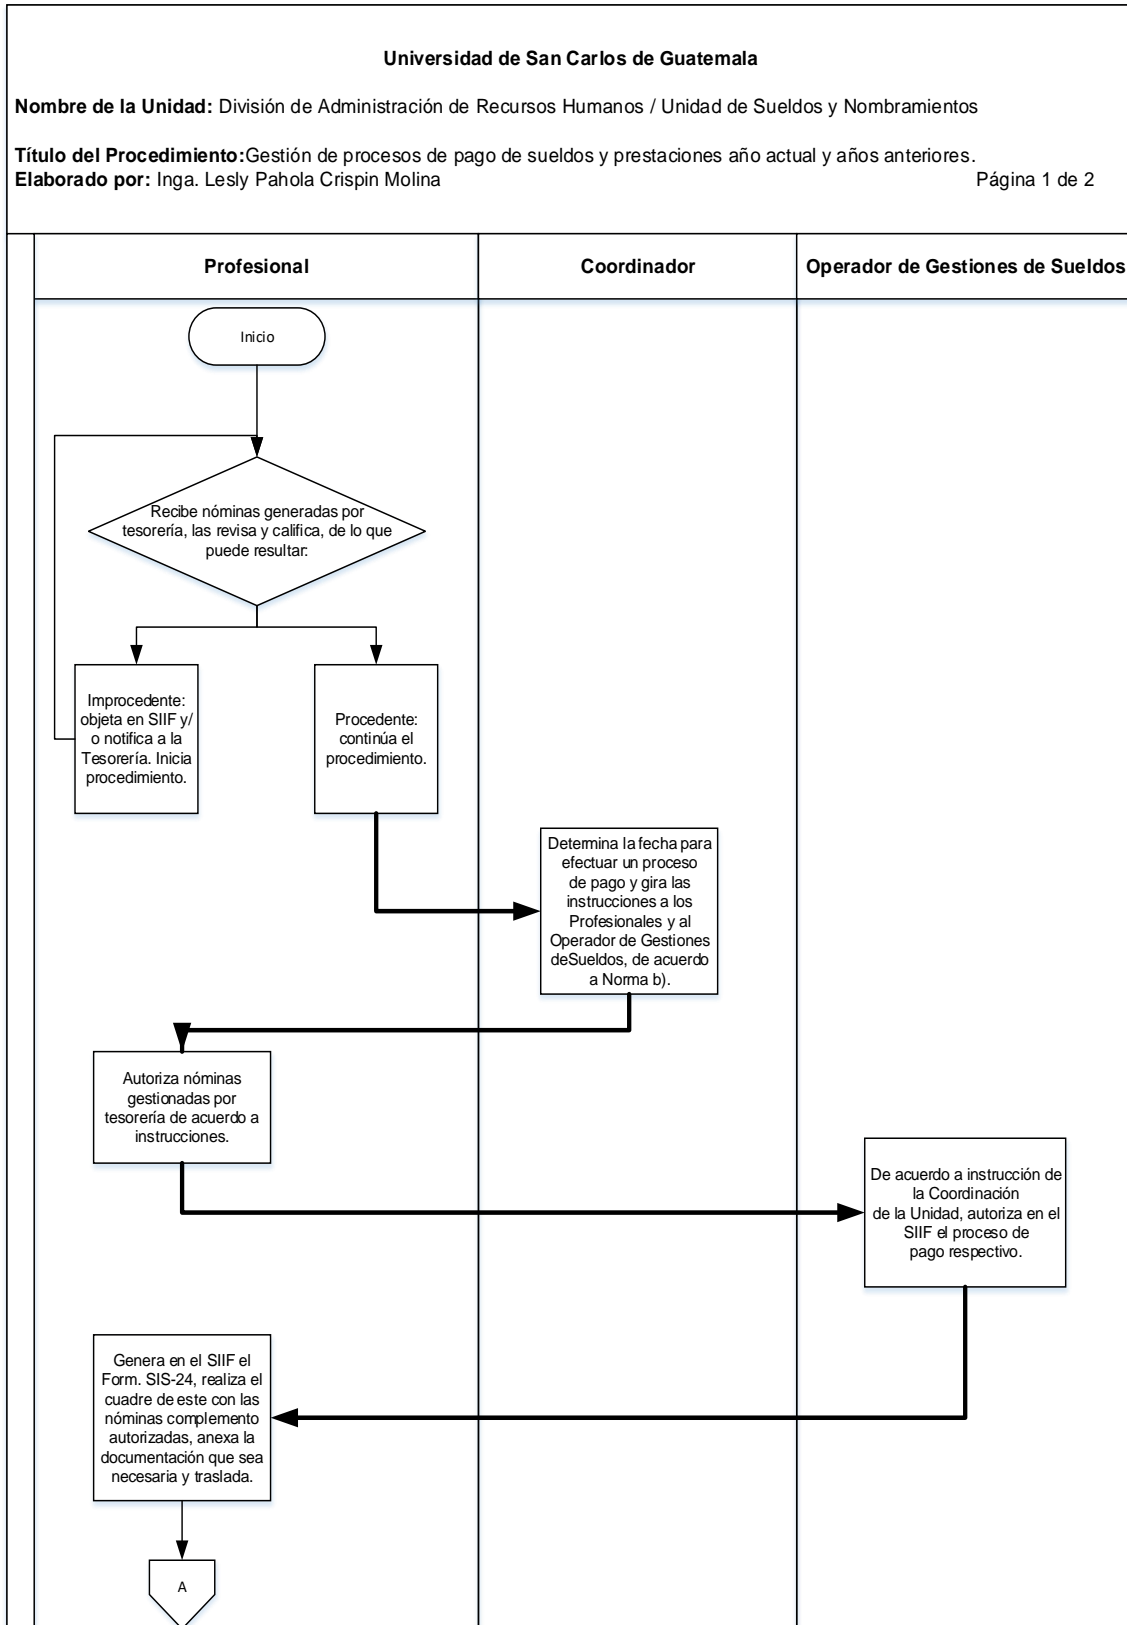 Universidad de San Carlos de Guatemala
Nombre de la Unidad: División de Administración de Recursos Humanos / Unidad de Sueldos y Nombramientos
Título del Procedimiento:Gestión de procesos de pago de sueldos y prestaciones año actual y años anteriores.
Elaborado por: Inga. Lesly Pahola Crispin Molina
Página 1 de 2
Profesional
Coordinador
Operador de Gestiones de Sueldos
Inicio
Recibe nóminas generadas por
tesorería, las revisa y califica, de lo que
puede resultar:
Improcedente:
objeta en SIIF y/
o notifica a la
Tesorería. Inicia
procedimiento.
Procedente:
continúa el
procedimiento.
Determina la fecha para
efectuar un proceso
de pago y gira las
instrucciones a los
Profesionales y al
Operador de Gestiones
deSueldos, de acuerdo
a Norma b).
Autoriza nóminas
gestionadas por
tesorería de acuerdo a
instrucciones.
De acuerdo a instrucción de
la Coordinación
de la Unidad, autoriza en el
SIIF el proceso de
pago respectivo.
Genera en el SIIF el
Form. SIS-24, realiza el
cuadre de este con las
nóminas complemento
autorizadas, anexa la
documentación que sea
necesaria y traslada.
A